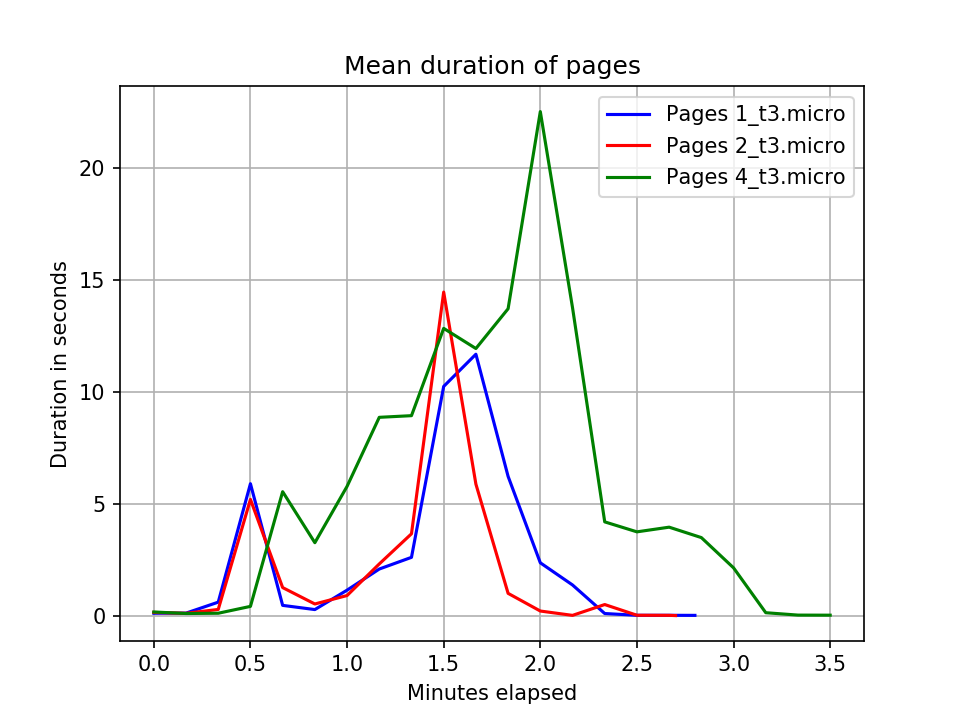 Mean duration of pages
Pages 1_t3.micro
Pages 2_t3.micro
Pages 4_t3.micro
Duration in seconds
20
15
10
5
0
0.0 0.5 1.0 1.5 2.0 2.5 3.0 3.5
Minutes elapsed